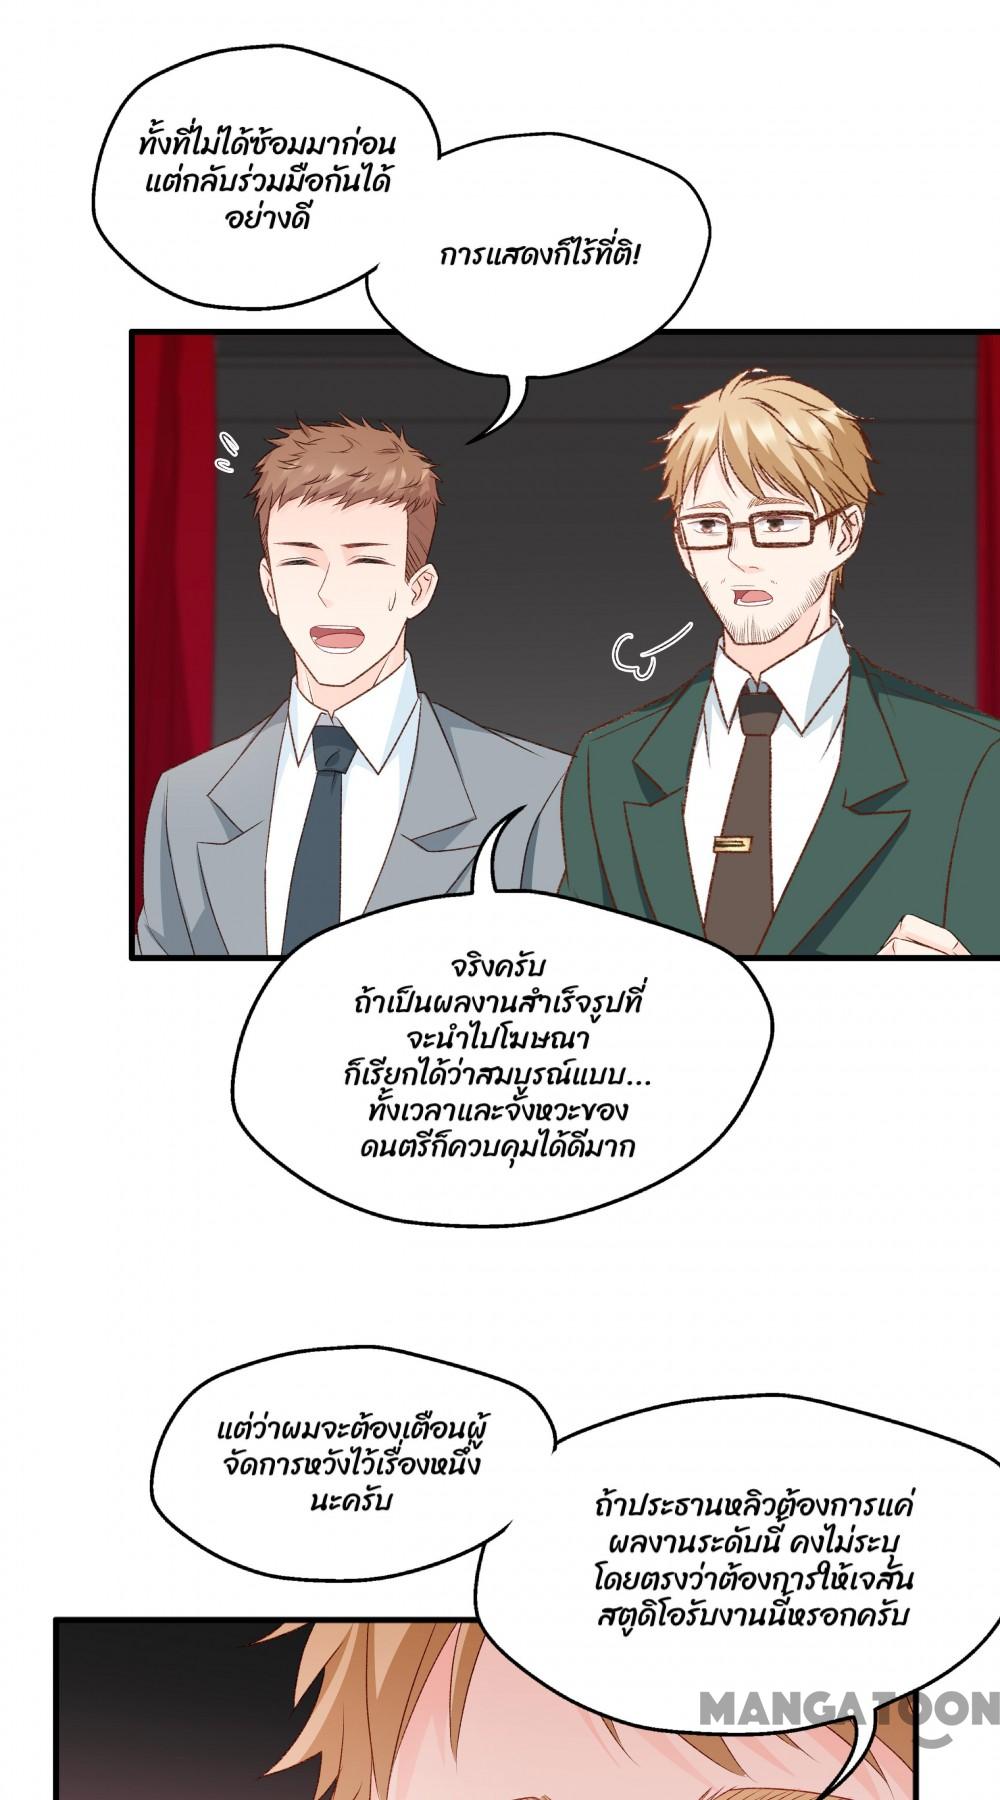 ทั้งที่ไม่ได้ซ้อมมาก่อน
แต่กลับร่วมมือกันได้
อย่างดี
การแสดงก็ไร้ที่ติ!
จริงครับ
ถ้าเป็นผลงานสำเร็จรูปที่
จะนำไปโฆษณา
ก็เรียกได้ว่าสมบูรณ์แบบ...
ทั้งเวลาและจังหวะของ
ดนตรีก็ควบคุมได้ดีมาก
แต่ว่าผมจะต้องเตือนผู้
จัดการหวังไว้เรื่องหนึ่ง
นะครับ
ถ้าประธานหลิวต้องการแค่
ผลงานระดับนี้ คงไม่ระบุ
โดยตรงว่าต้องการให้เจสัน
สตูดิโอรับงานนี้หรอกครับ
MANGATOON